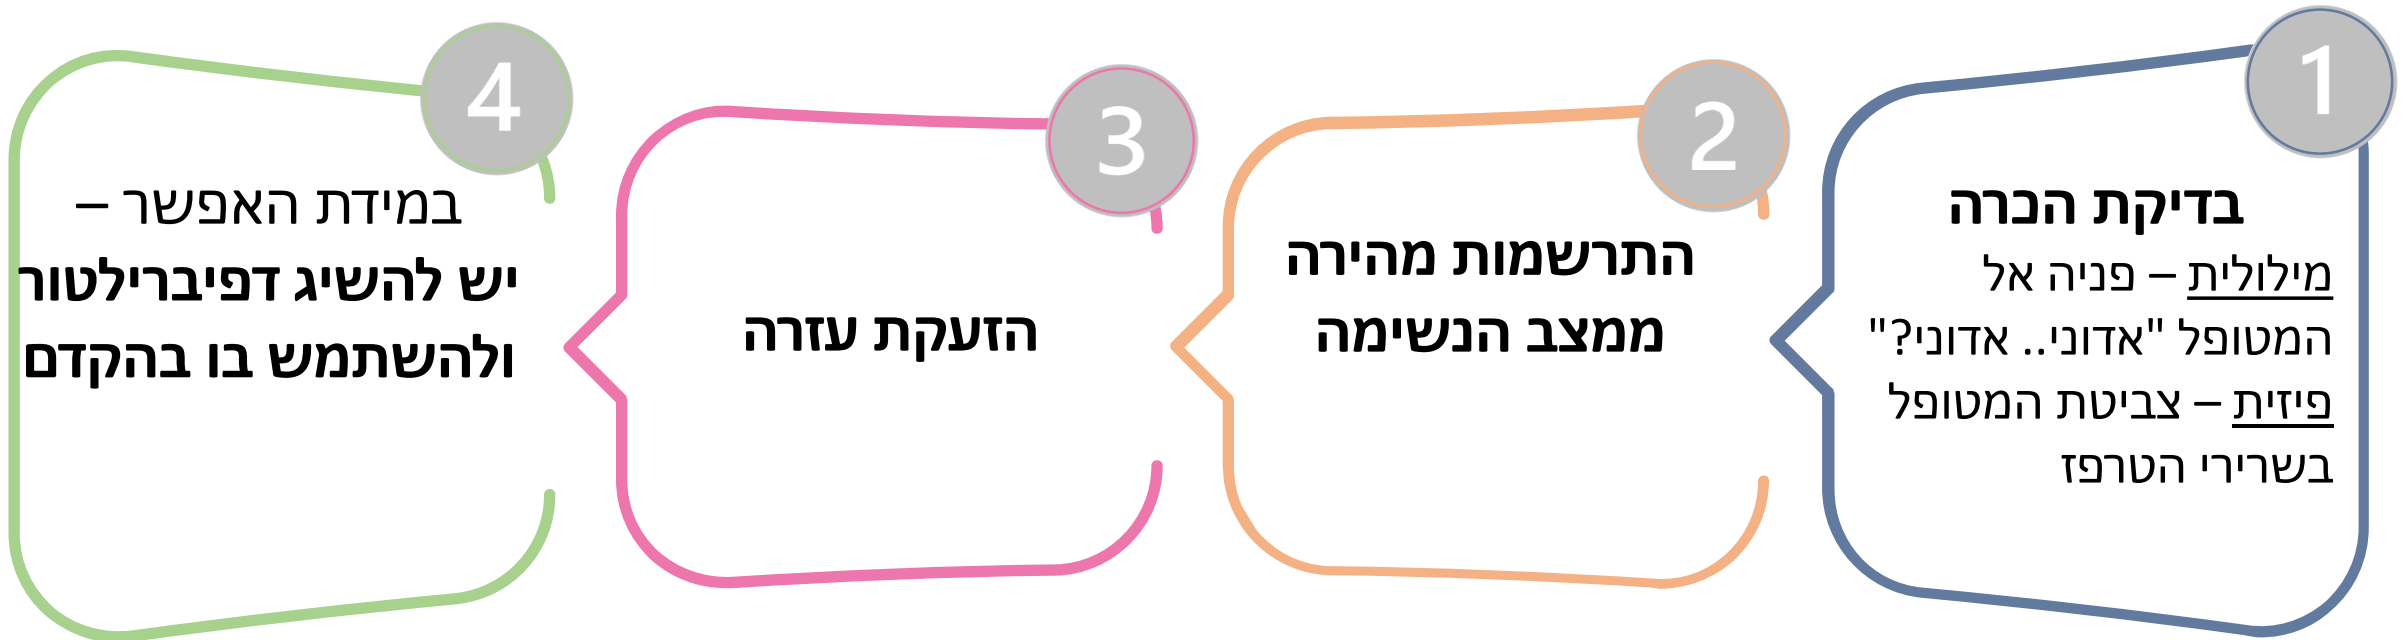 1
בדיקת הכרה
מילולית – פניה אל
המטופל "אדוני.. אדוני?"
פיזית – צביטת המטופל
בשרירי הטרפז
2
התרשמות מהירה
ממצב הנשימה
3
הזעקת עזרה
4
במידת האפשר –
יש להשיג דפיברילטור
ולהשתמש בו בהקדם